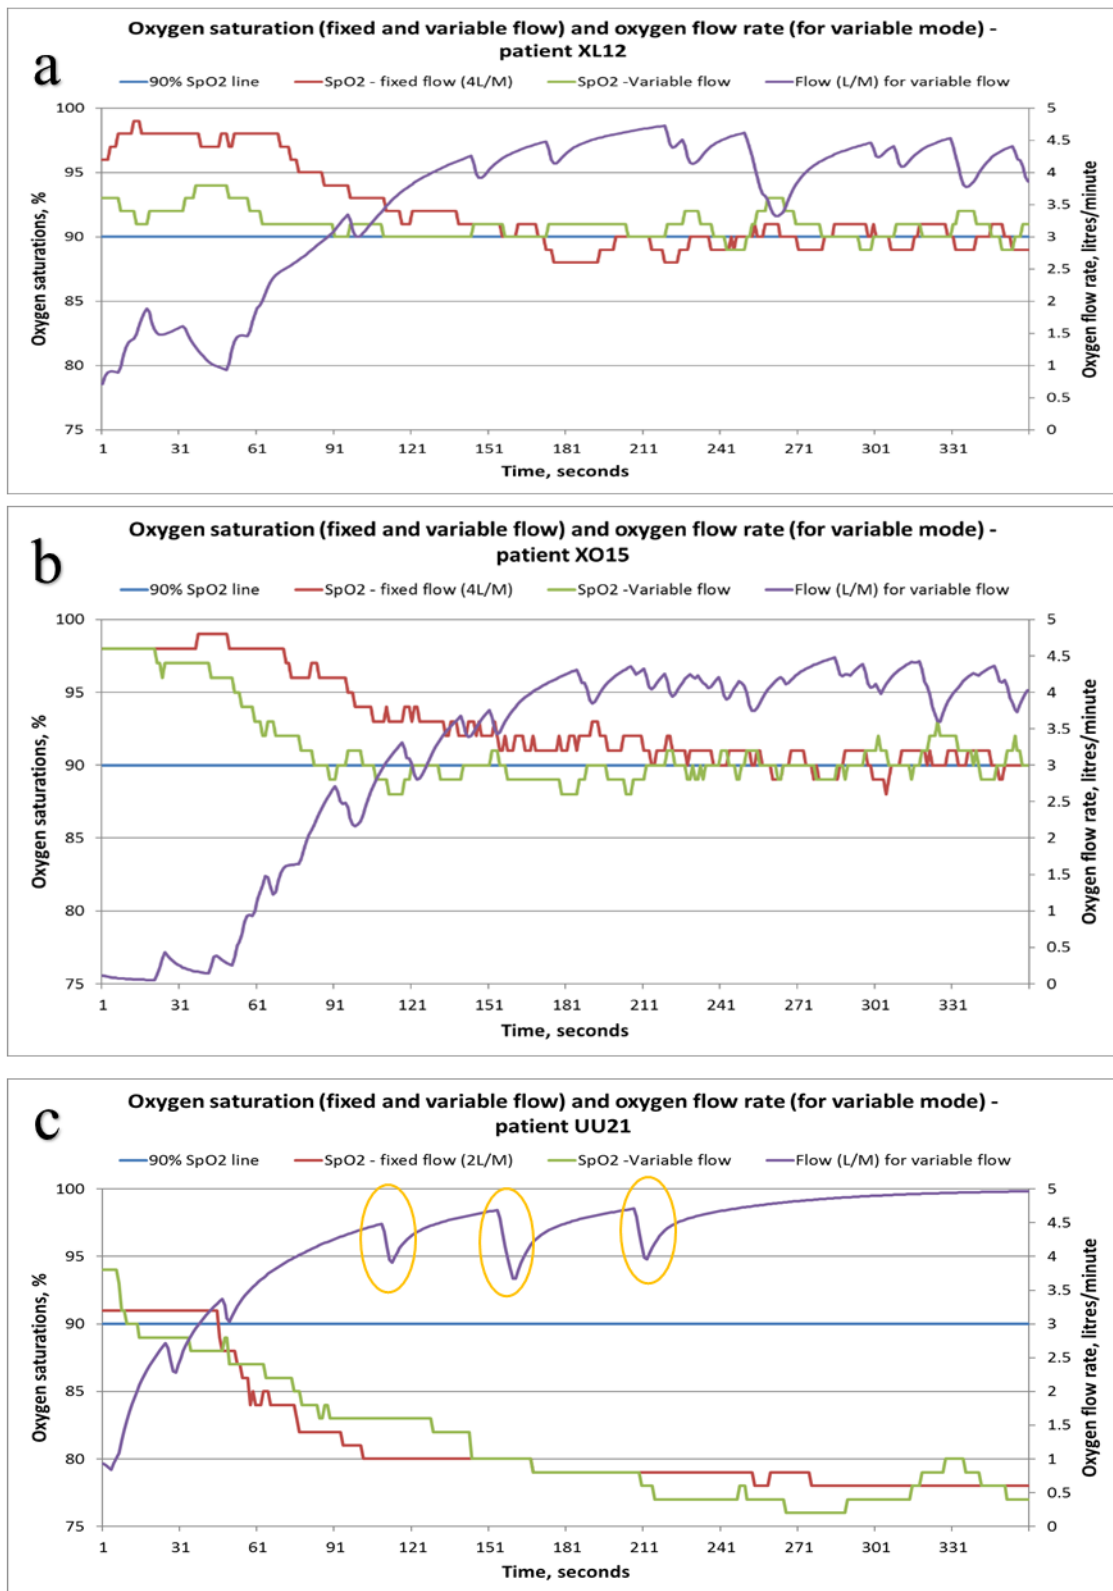 a
Oxygen saturation (fixed and variable flow) and oxygen flow rate (for variable mode) -
patient XL12
90% SpO2 line SpO2 - fixed flow (4L/M) SpO2 -Variable flow Flow (L/M) for variable flow
Oxygen saturations, %
100
95
90
85
80
75
5
4.5
4
3.5
3
2.5
2
1.5
1
0.5
0
Oxygen flow rate, litres/minute
1 31 61 91 121 151 181 211 241 271 301 331
Time, seconds
b
Oxygen saturation (fixed and variable flow) and oxygen flow rate (for variable mode) -
patient XO15
90% SpO2 line SpO2 - fixed flow (4L/M) SpO2 -Variable flow Flow (L/M) for variable flow
Oxygen saturations, %
100
95
90
85
80
75
5
4.5
4
3.5
3
2.5
2
1.5
1
0.5
0
Oxygen flow rate, litres/minute
1 31 61 91 121 151 181 211 241 271 301 331
Time, seconds
c
Oxygen saturation (fixed and variable flow) and oxygen flow rate (for variable mode) -
patient UU21
90% SpO2 line SpO2 - fixed flow (2L/M) SpO2 -Variable flow Flow (L/M) for variable flow
Oxygen saturations, %
100
95
90
85
80
75
5
4.5
4
3.5
3
2.5
2
1.5
1
0.5
0
Oxygen flow rate, litres/minute
1 31 61 91 121 151 181 211 241 271 301 331
Time, seconds